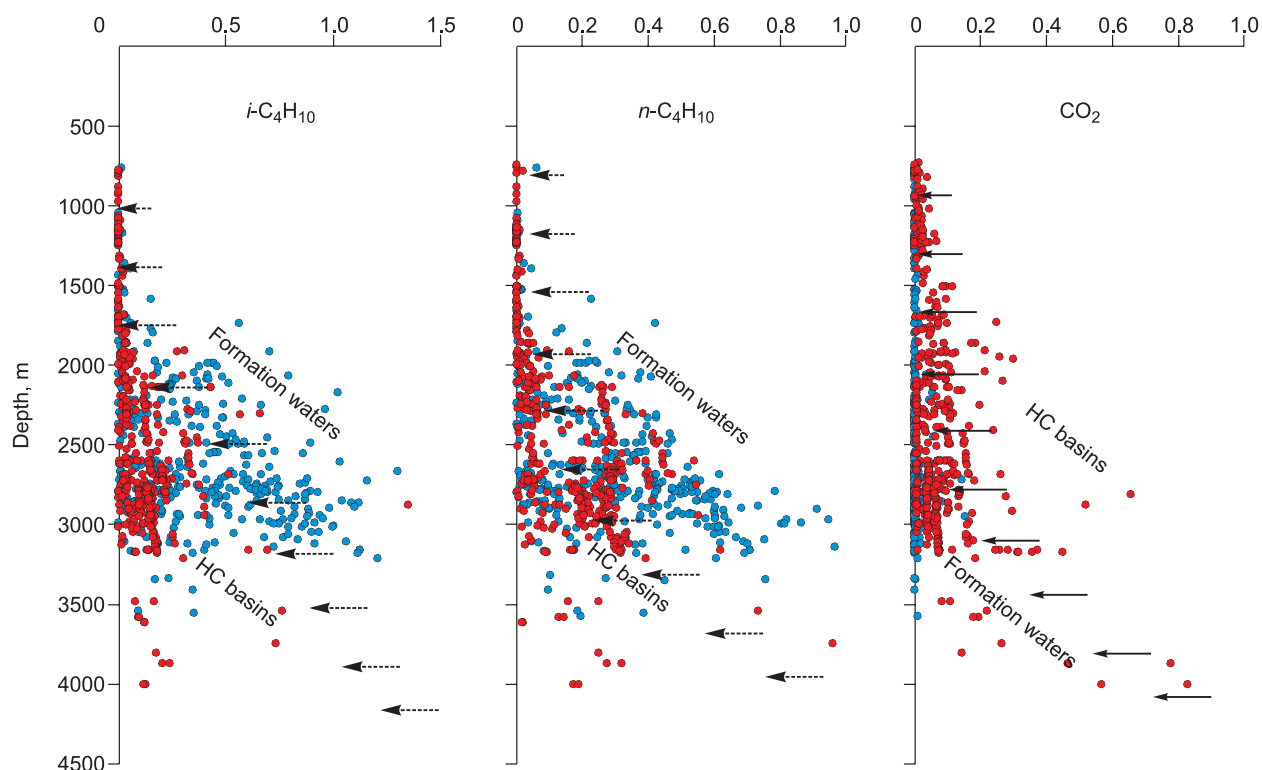 0 0.5 1.0 1.5
0 0.2 0.4 0.6 0.8 1.0
0 0.2 0.4 0.6 0.8 1.0
i-C₄H₁₀
n-C₄H₁₀
CO₂
Depth, m
500
1000
1500
2000
2500
3000
3500
4000
4500
Formation waters
HC basins
Formation waters
HC basins
HC basins
Formation waters